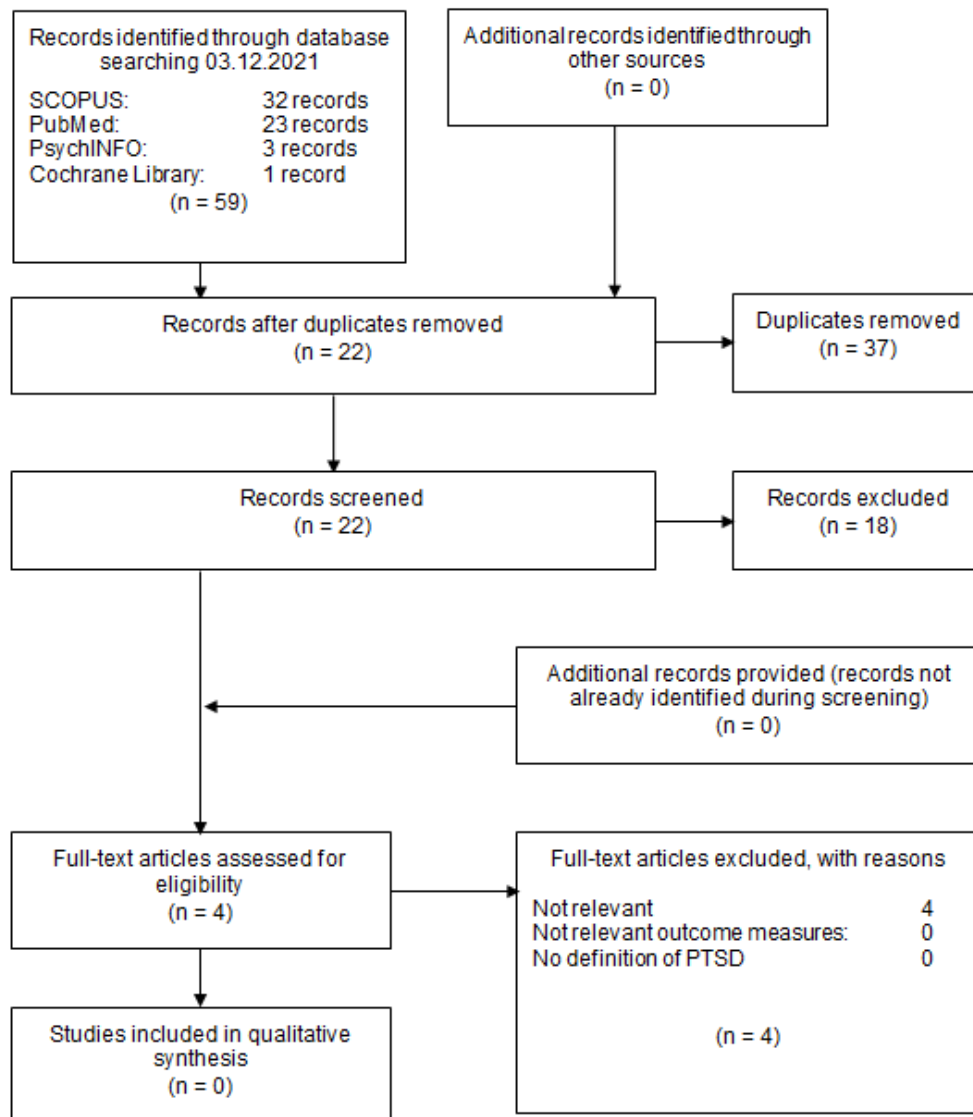 Records identified through database
searching 03.12.2021
SCOPUS: 32 records
PubMed: 23 records
PsychINFO: 3 records
Cochrane Library: 1 record
(n = 59)
Additional records identified through
other sources
(n = 0)
Records after duplicates removed
(n = 22)
Duplicates removed
(n = 37)
Records screened
(n = 22)
Records excluded
(n = 18)
Additional records provided (records not
already identified during screening)
(n = 0)
Full-text articles assessed for
eligibility
(n = 4)
Full-text articles excluded, with reasons
Not relevant 4
Not relevant outcome measures: 0
No definition of PTSD 0
(n = 4)
Studies included in qualitative
synthesis
(n = 0)